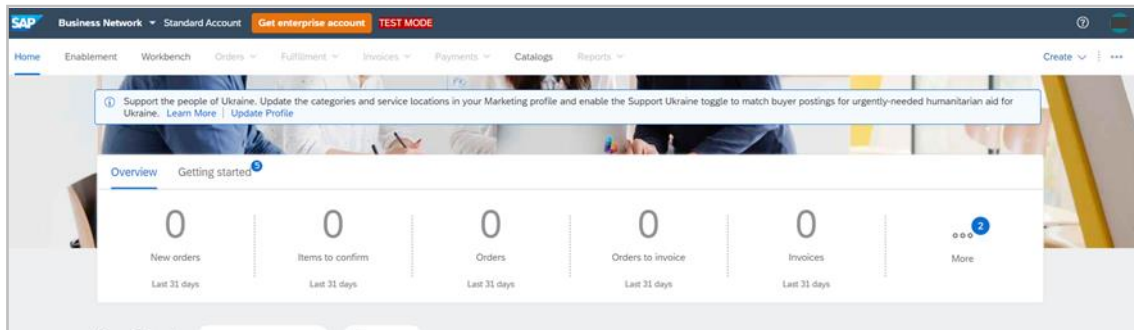 SAP Business Network Standard Account Get enterprise account TEST MODE
Home Enablement Workbench Orders Fulfillment Invoices Payments Catalogs Reports Create
Support the people of Ukraine. Update the categories and service locations in your Marketing profile and enable the Support Ukraine toggle to match buyer postings for urgently-needed humanitarian aid for
Ukraine. Learn More | Update Profile
Overview Getting started 5
0 0 0 0 0 2
New orders Items to confirm Orders Orders to invoice Invoices More
Last 31 days Last 31 days Last 31 days Last 31 days Last 31 days